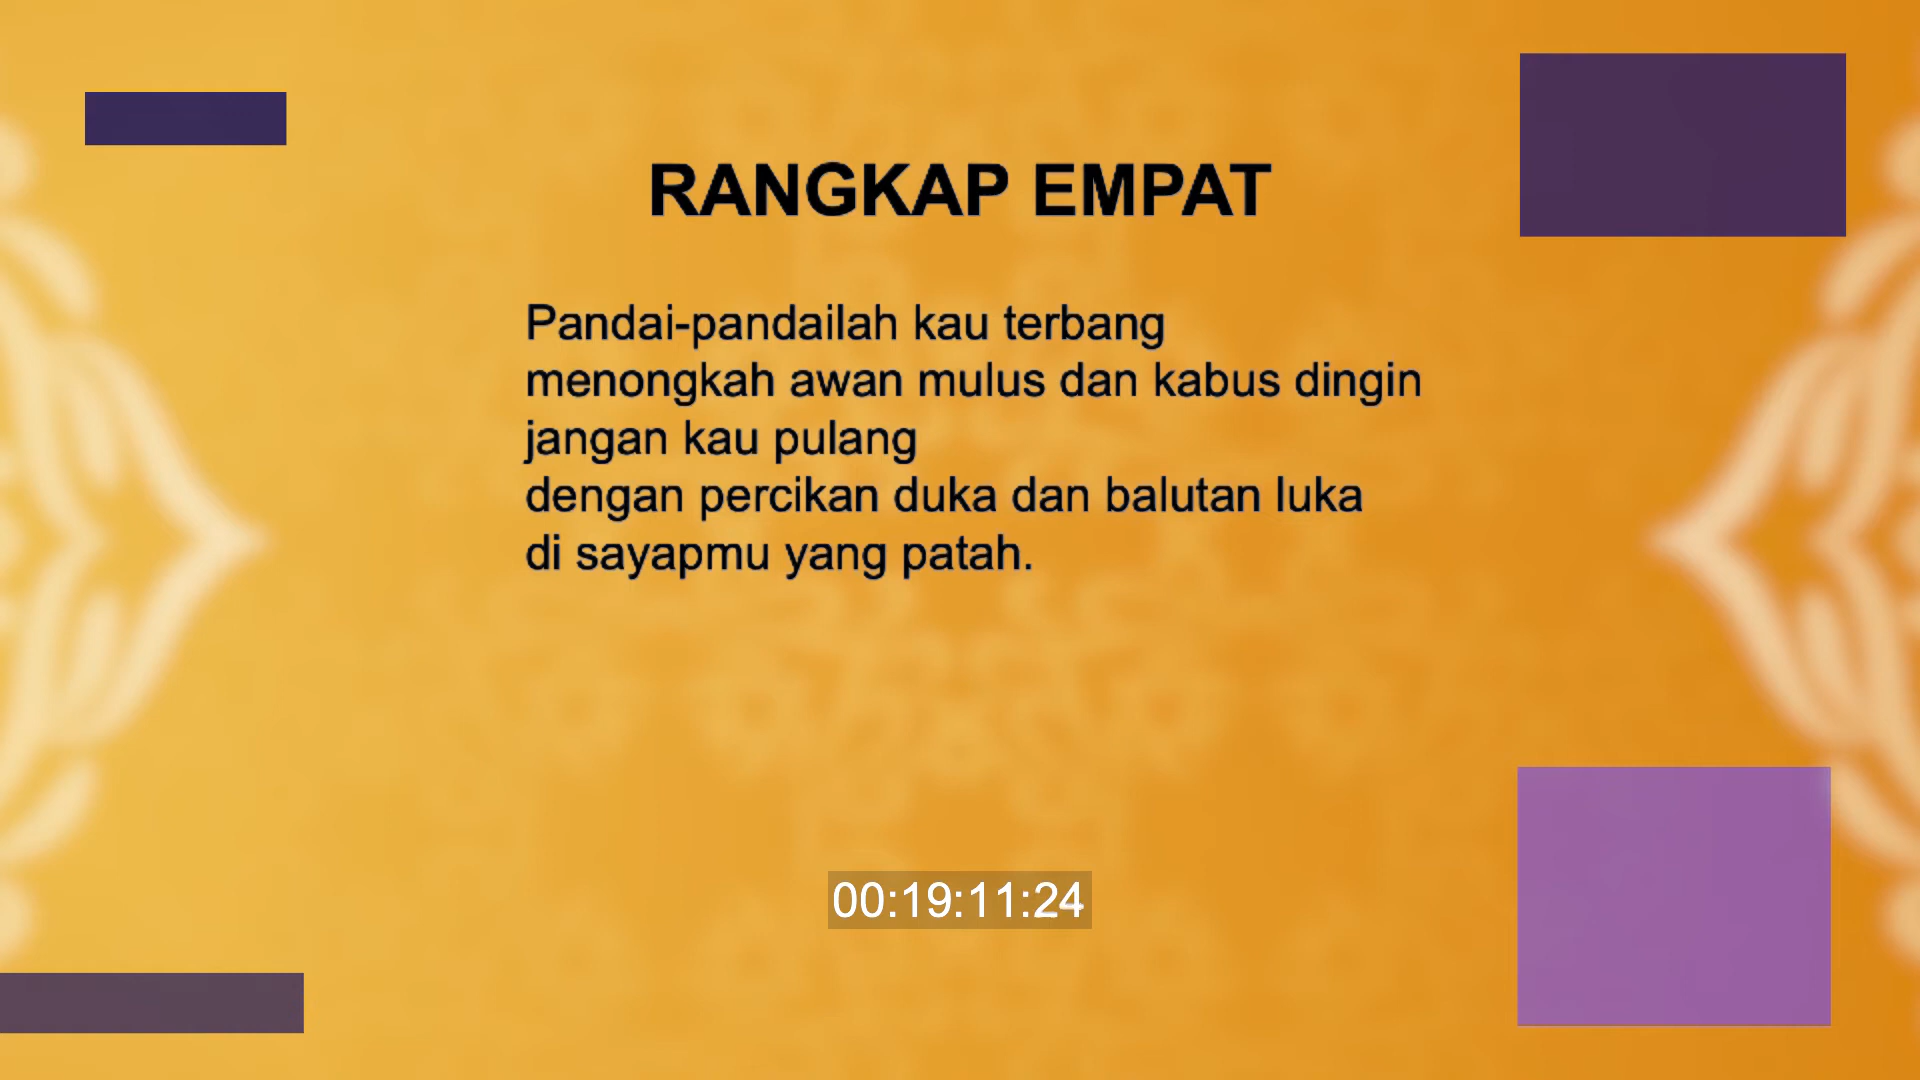 RANGKAP EMPAT
Pandai-pandailah kau terbang
menongkah awan mulus dan kabus dingin
jangan kau pulang
dengan percikan duka dan balutan luka
di sayapmu yang patah.
00:19:11:24